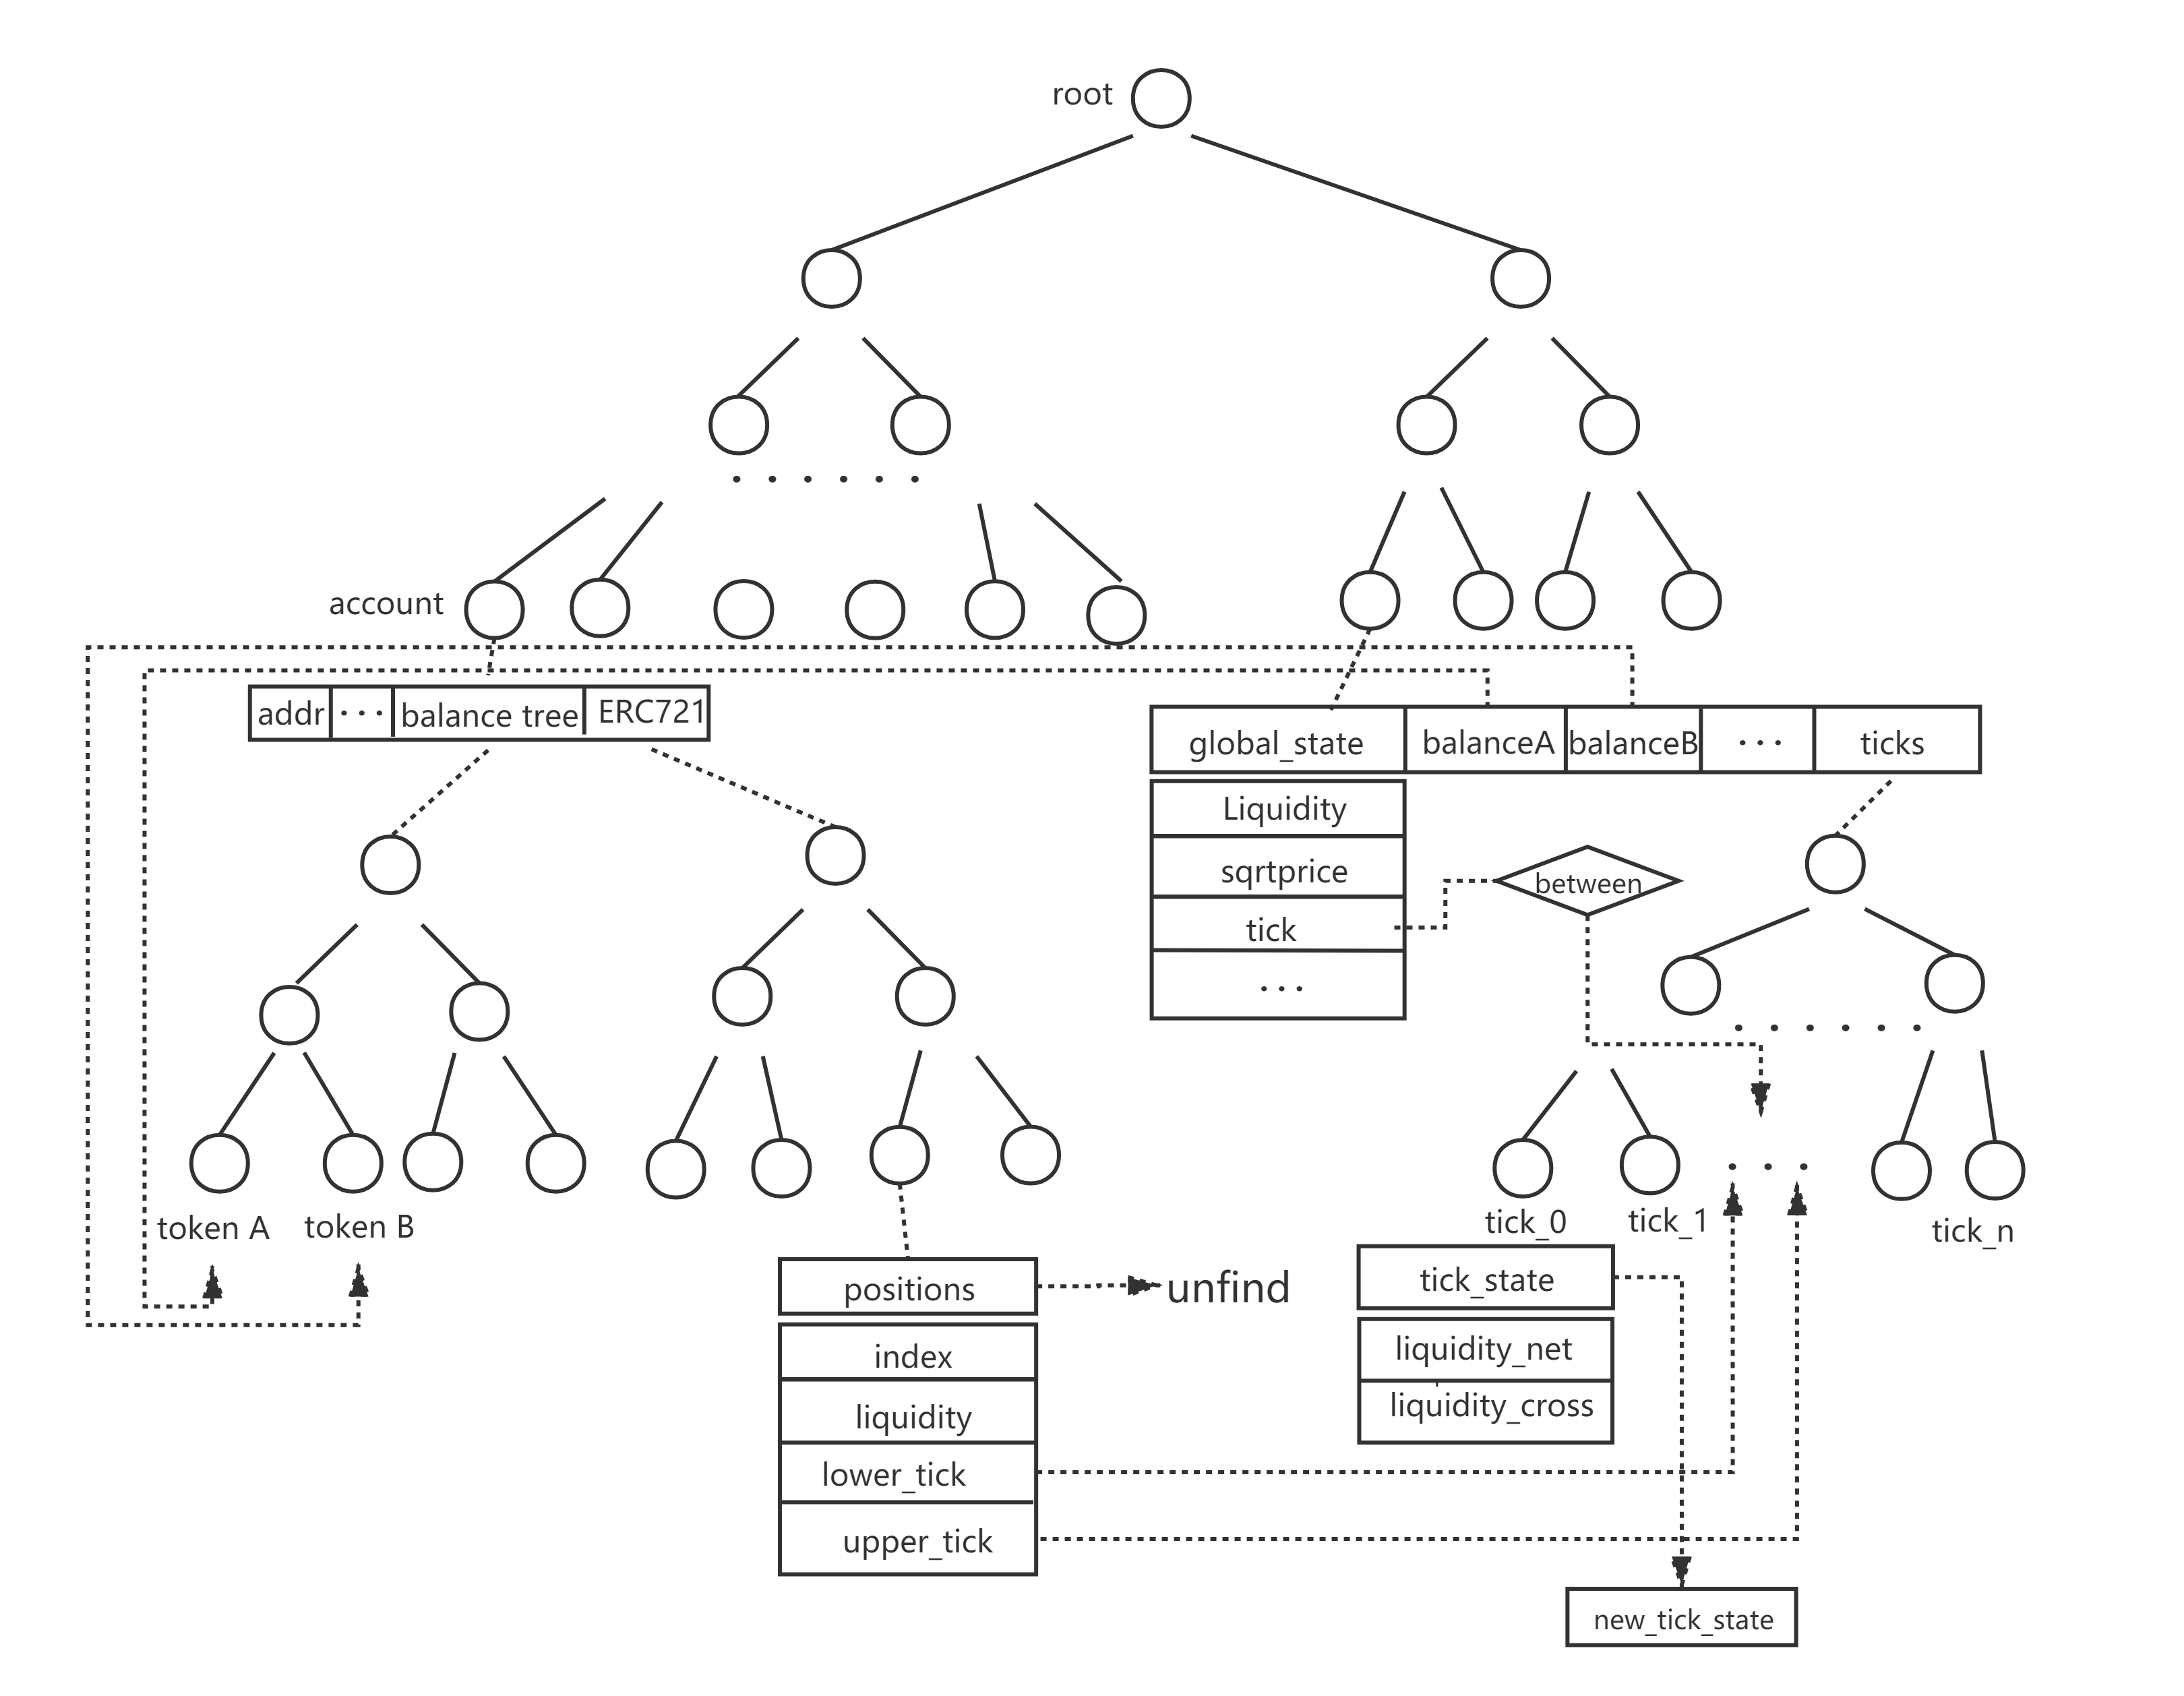 root
account
addr
· · ·
balance tree
ERC721
global_state
balanceA
balanceB
· · ·
ticks
Liquidity
sqrtprice
tick
· · ·
between
token A
token B
tick_0
tick_1
tick_n
positions
unfind
index
liquidity
lower_tick
upper_tick
tick_state
liquidity_net
liquidity_cross
new_tick_state